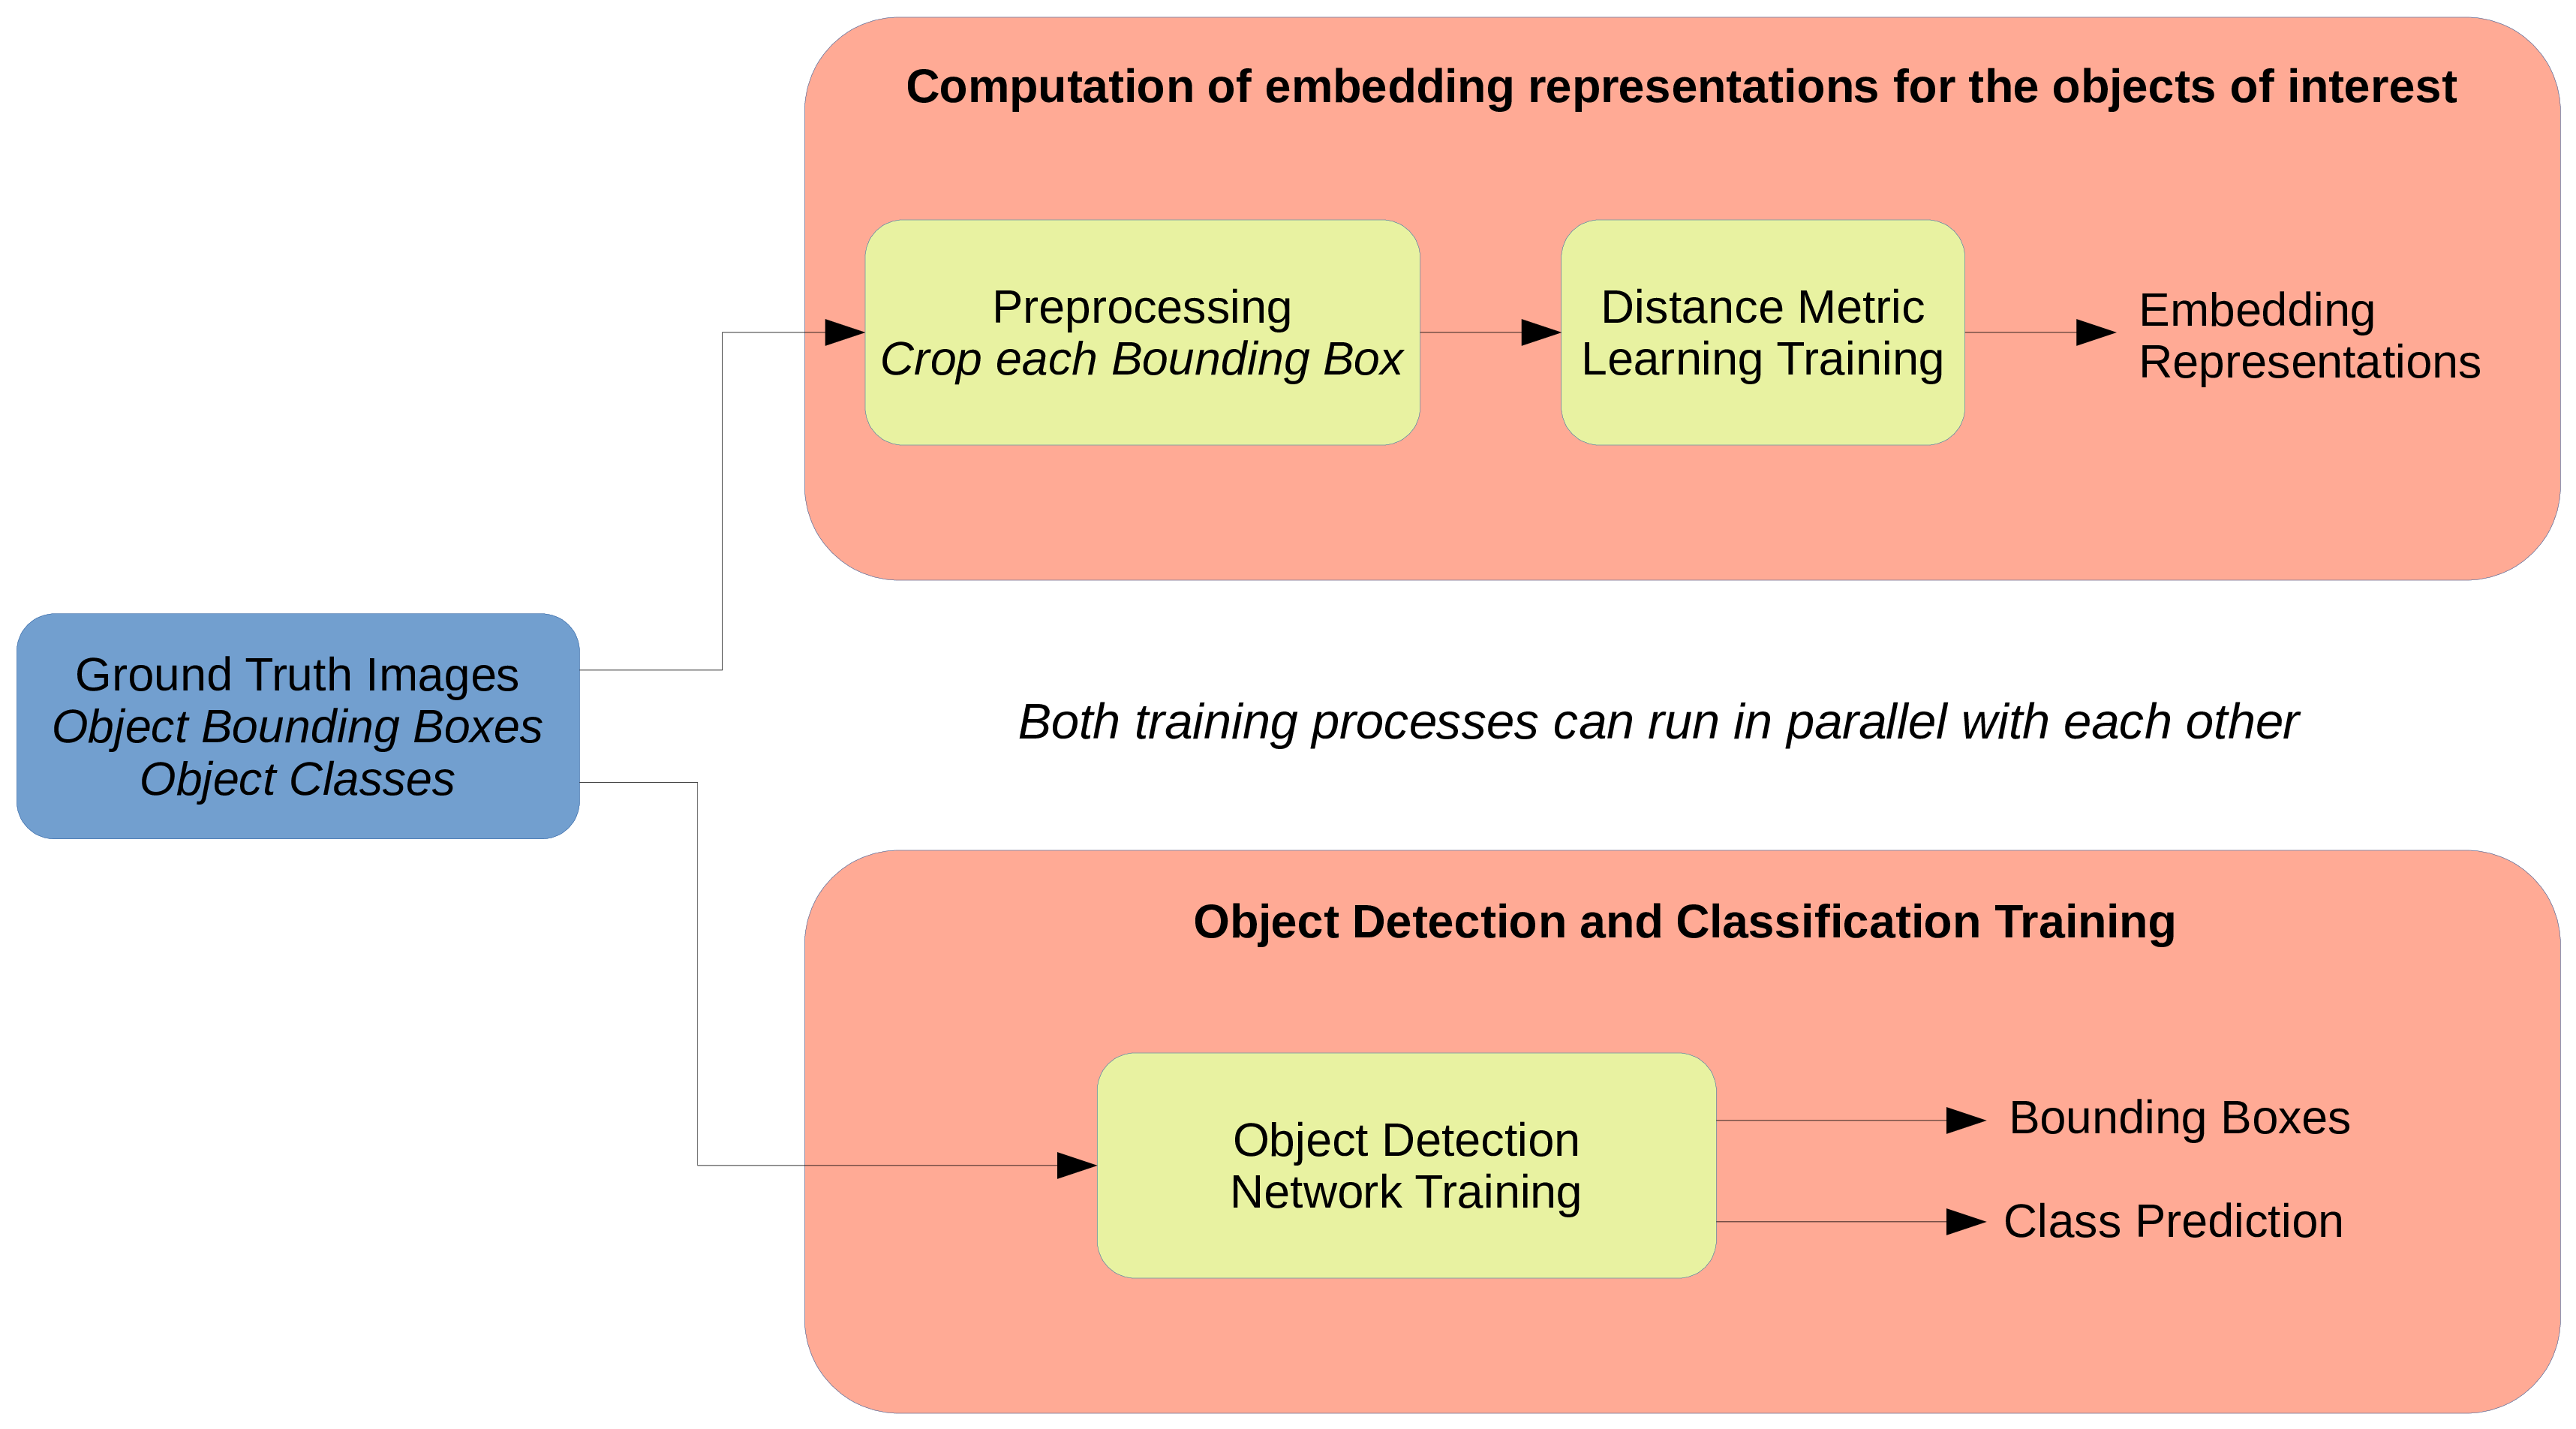 Computation of embedding representations for the objects of interest
Preprocessing
Crop each Bounding Box
Distance Metric
Learning Training
Embedding
Representations
Ground Truth Images
Object Bounding Boxes
Object Classes
Both training processes can run in parallel with each other
Object Detection and Classification Training
Object Detection
Network Training
Bounding Boxes
Class Prediction